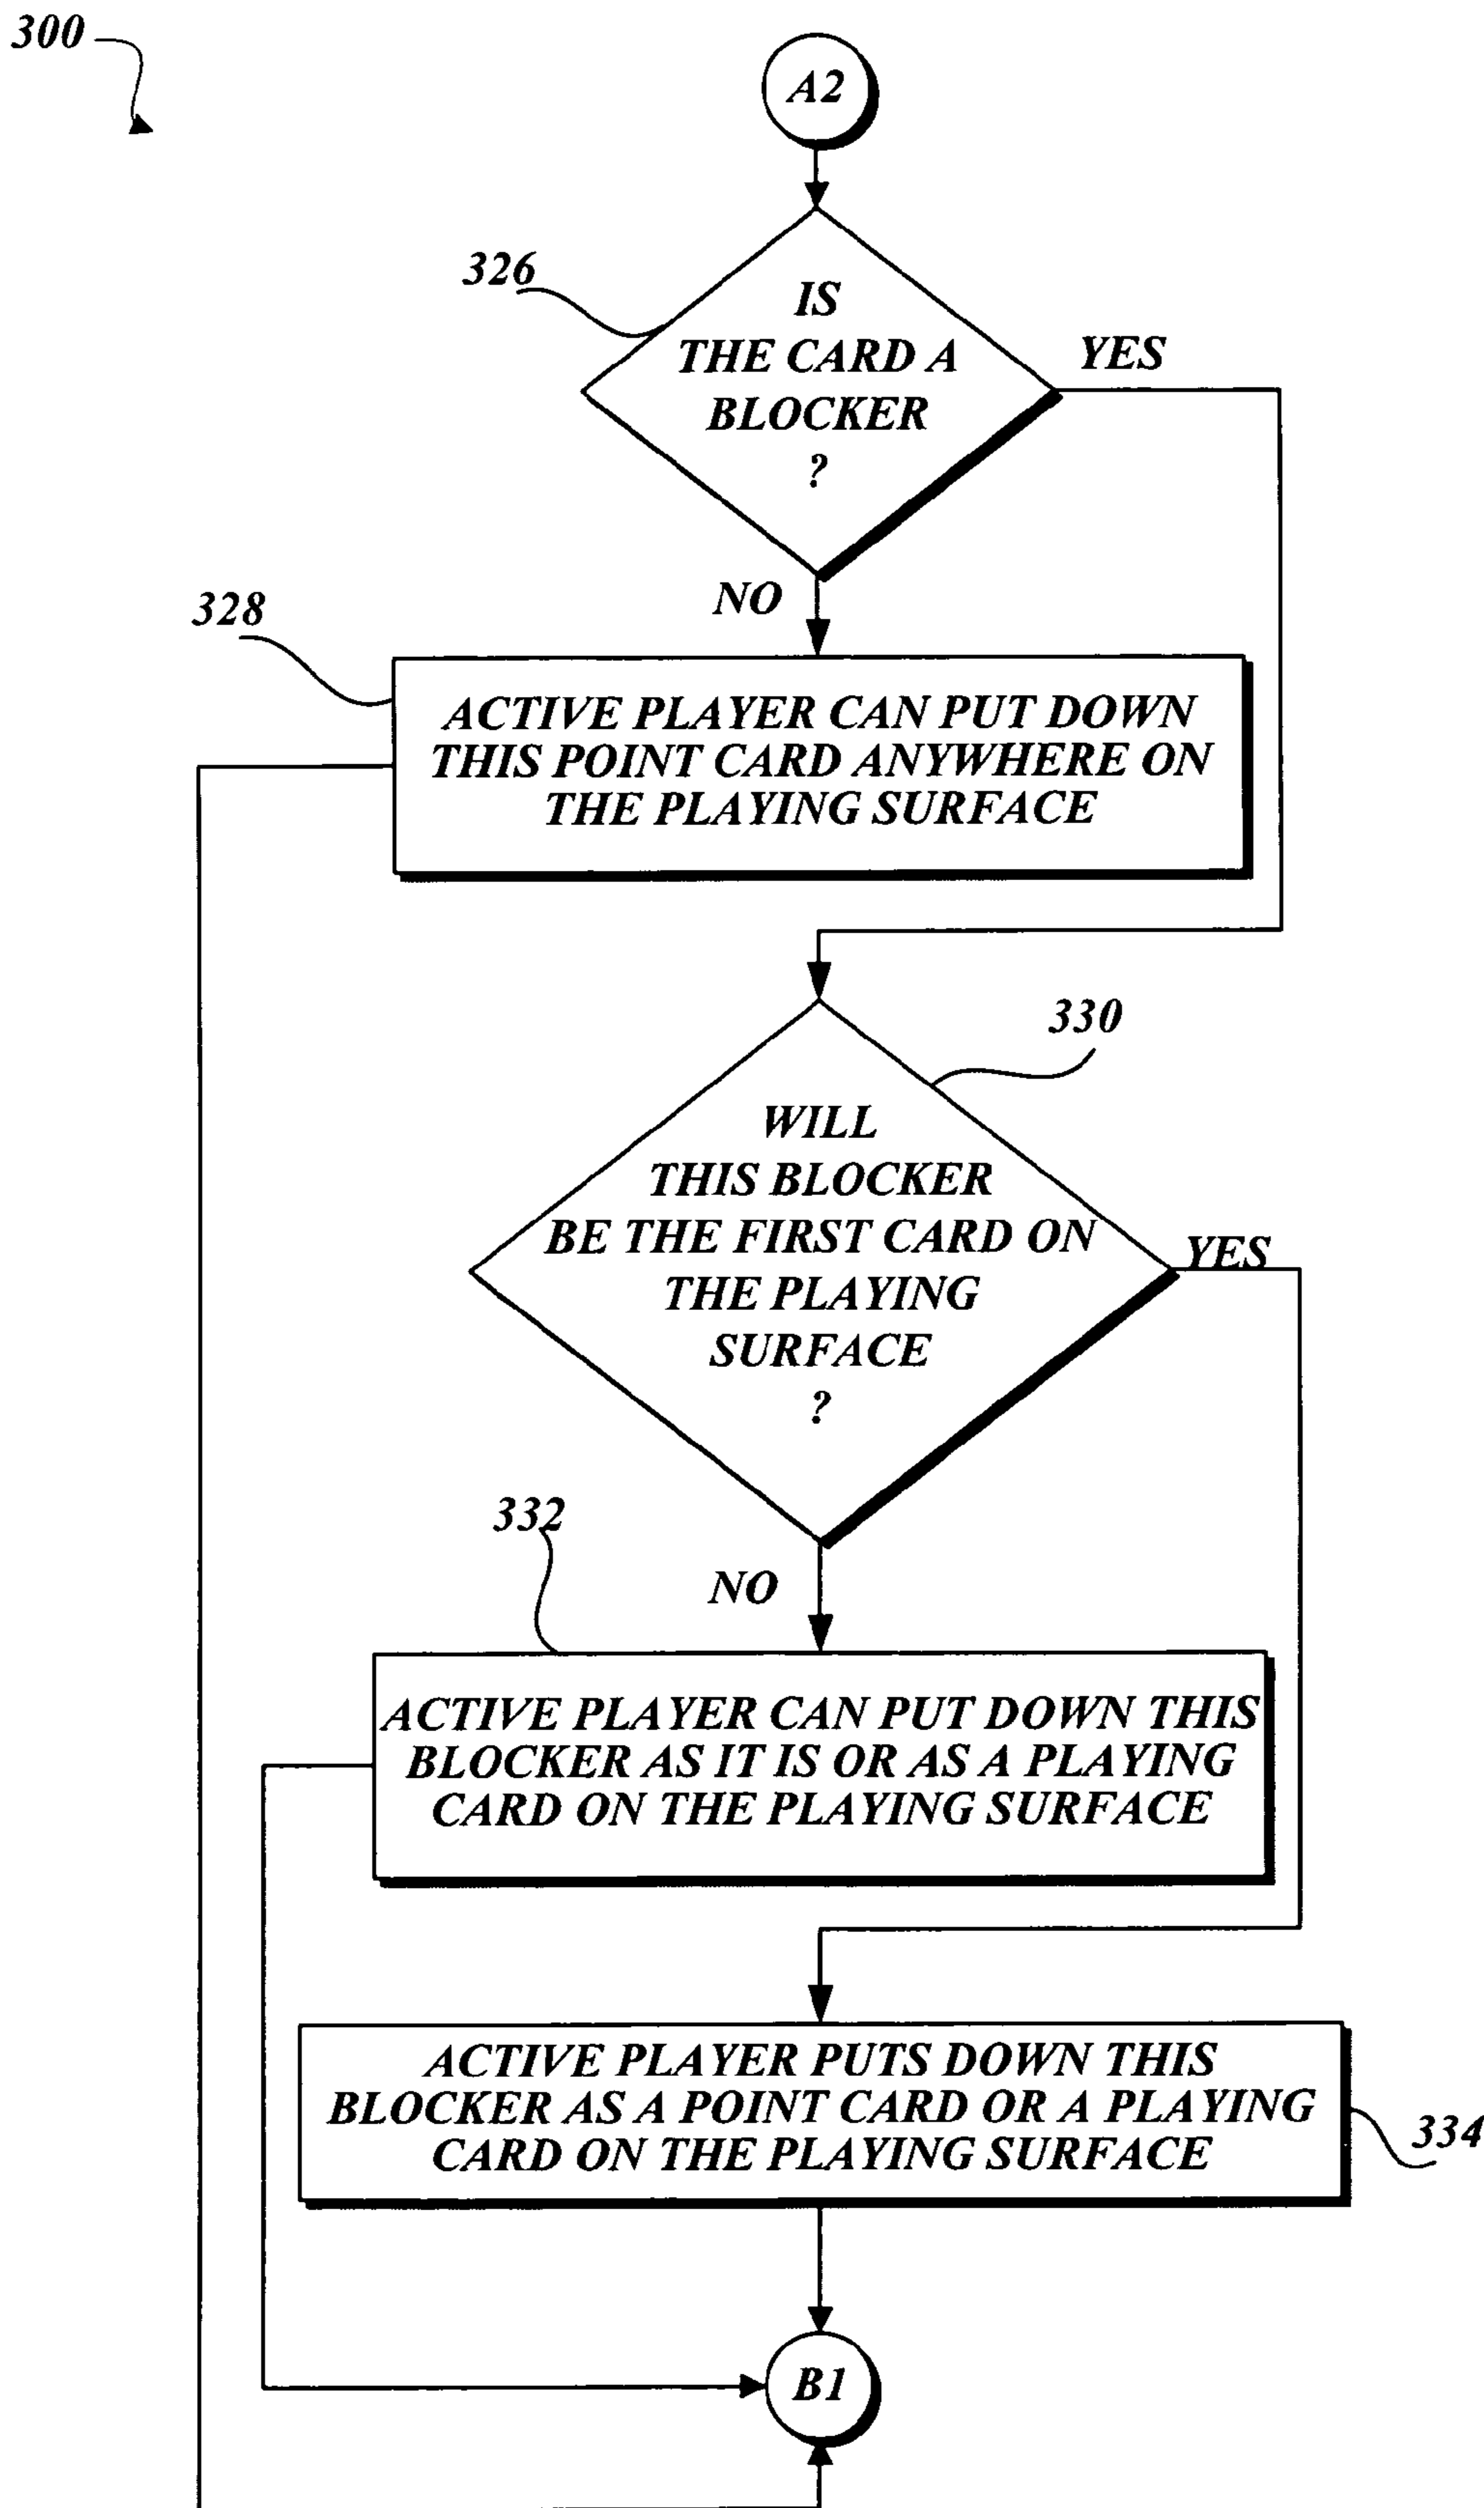 300
A2
326
IS
THE CARD A
BLOCKER
?
YES
NO
328
ACTIVE PLAYER CAN PUT DOWN
THIS POINT CARD ANYWHERE ON
THE PLAYING SURFACE
330
WILL
THIS BLOCKER
BE THE FIRST CARD ON
THE PLAYING
SURFACE
?
YES
332
NO
ACTIVE PLAYER CAN PUT DOWN THIS
BLOCKER AS IT IS OR AS A PLAYING
CARD ON THE PLAYING SURFACE
ACTIVE PLAYER PUTS DOWN THIS
BLOCKER AS A POINT CARD OR A PLAYING
CARD ON THE PLAYING SURFACE
334
B1